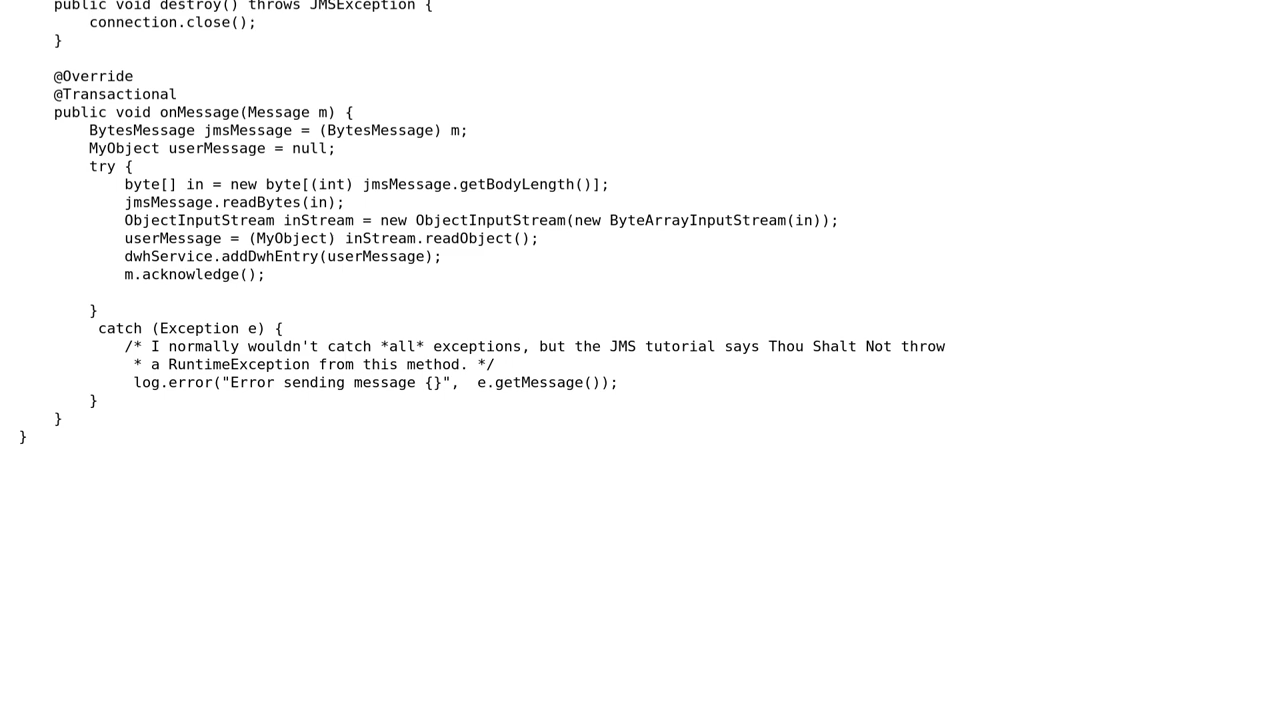 public void destroy() throws JMSException {
        connection.close();
    }

    @Override
    @Transactional
    public void onMessage(Message m) {
        BytesMessage jmsMessage = (BytesMessage) m;
        MyObject userMessage = null;
        try {
            byte[] in = new byte[(int) jmsMessage.getBodyLength()];
            jmsMessage.readBytes(in);
            ObjectInputStream inStream = new ObjectInputStream(new ByteArrayInputStream(in));
            userMessage = (MyObject) inStream.readObject();
            dwhService.addDwhEntry(userMessage);
            m.acknowledge();

        }
         catch (Exception e) {
            /* I normally wouldn't catch *all* exceptions, but the JMS tutorial says Thou Shalt Not throw
             * a RuntimeException from this method. */
             log.error("Error sending message {}",  e.getMessage());
        }
    }
}